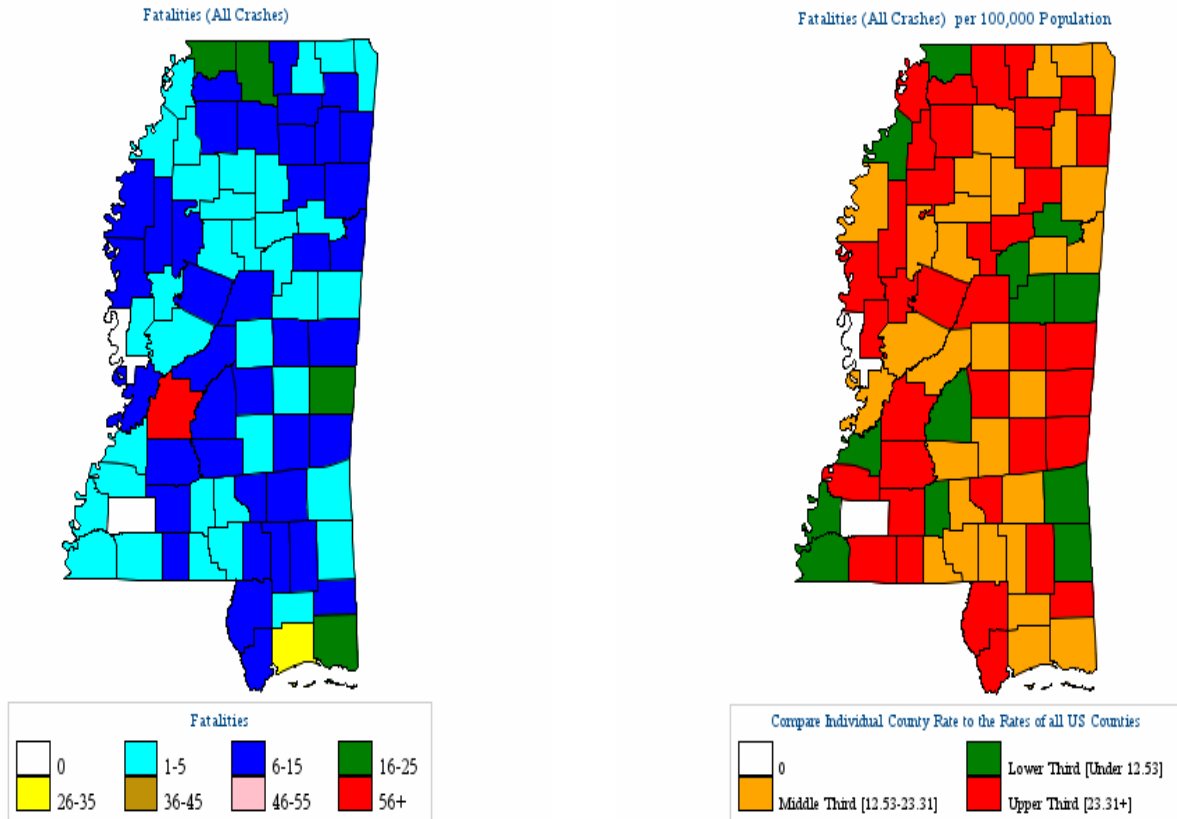 Fatalities (All Crashes)
Fatalities
0
1-5
6-15
16-25
26-35
36-45
46-55
56+
Fatalities (All Crashes) per 100,000 Population
Compare Individual County Rate to the Rates of all US Counties
0
Lower Third [Under 12.53]
Middle Third [12.53-23.31]
Upper Third [23.31+]